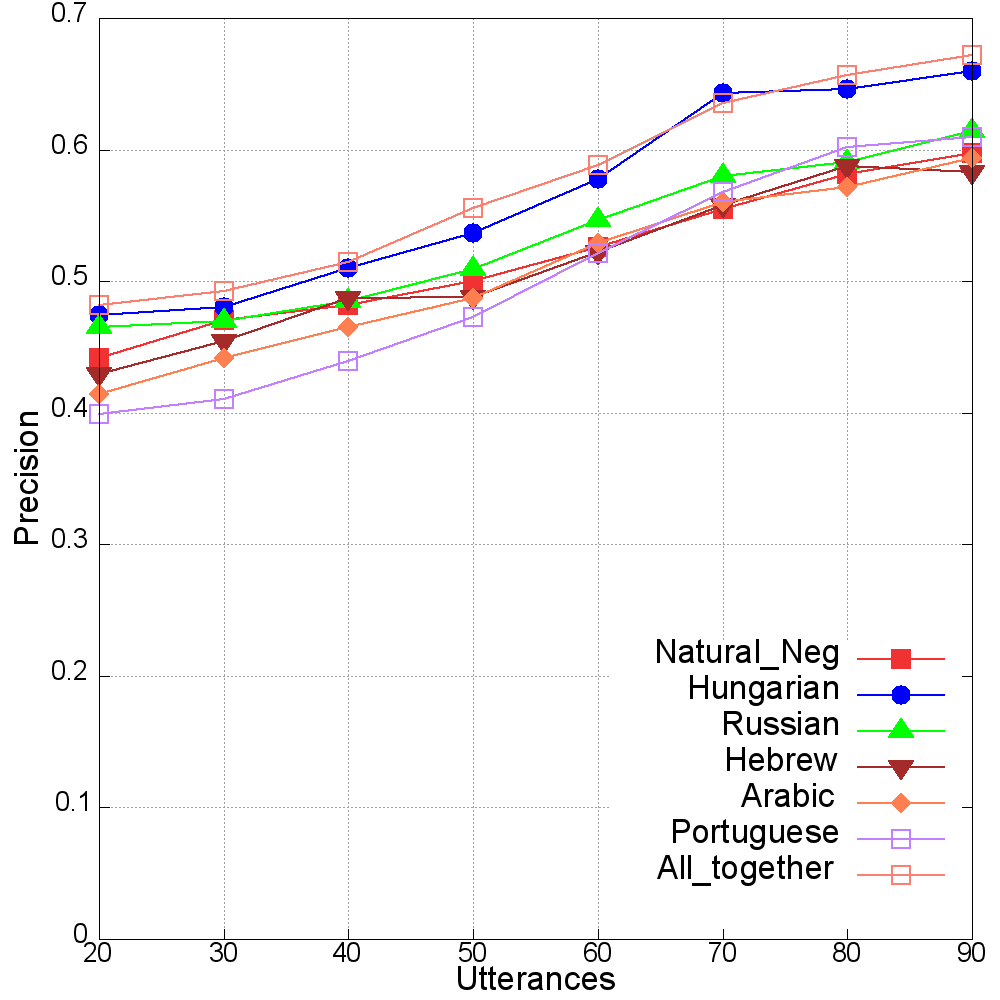 0.7
0.6
0.5
0.4
0.3
0.2
0.1
0
Precision
20 30 40 50 60 70 80 90
Utterances
Natural_Neg
Hungarian
Russian
Hebrew
Arabic
Portuguese
All_together